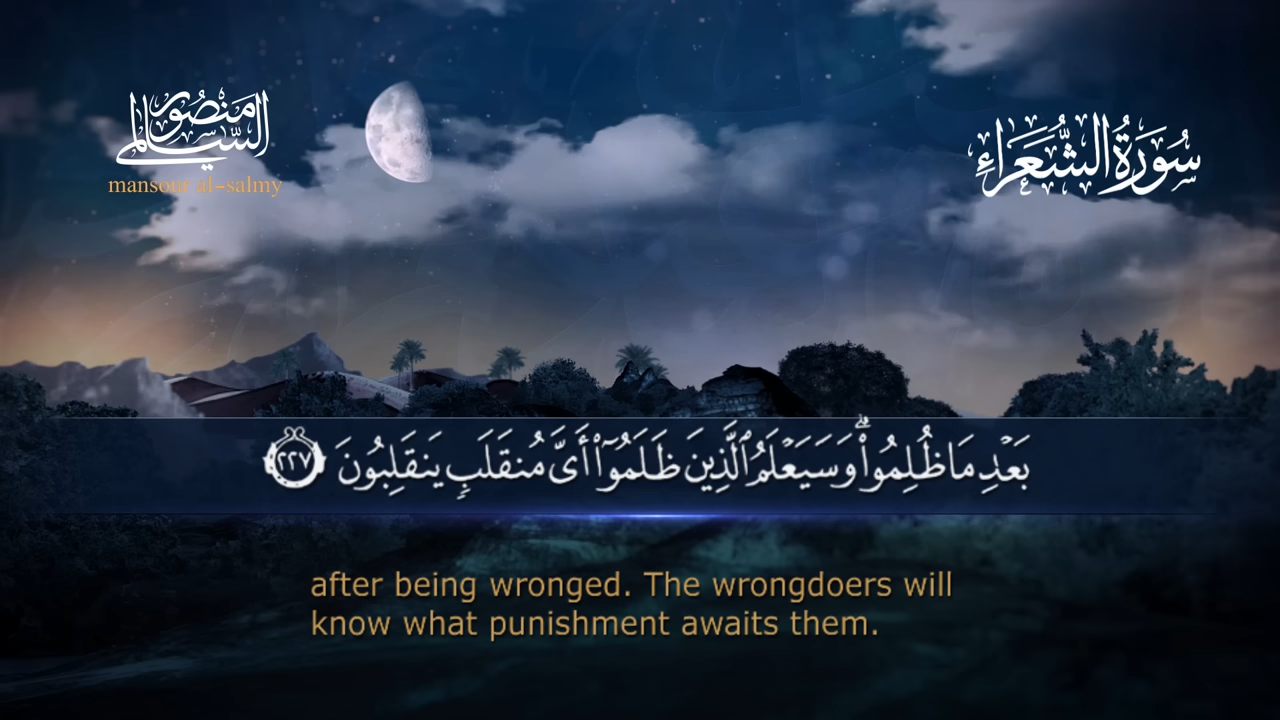 منصور السالمي
mansour al-salmy
سُورَةُ الشُّعَرَاءِ
بَعْدِ مَا ظُلِمُوا۟ ۗ وَسَيَعْلَمُ ٱلَّذِينَ ظَلَمُوٓا۟ أَىَّ مُنقَلَبٍ يَنقَلِبُونَ ٢٢٧
after being wronged. The wrongdoers will
know what punishment awaits them.